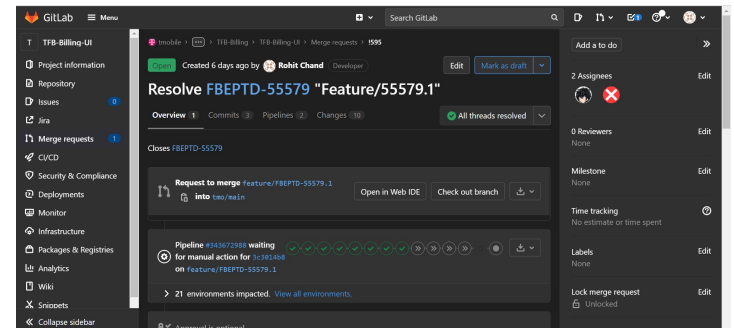 GitLab Menu Search GitLab
T TFB-Billing-UI
Project information
Repository
Issues 0
Jira
Merge requests 1
CI/CD
Security & Compliance
Deployments
Monitor
Infrastructure
Packages & Registries
Analytics
Wiki
Snippets
Collapse sidebar
tmobile > ... > TFB-Billing > TFB-Billing-UI > Merge requests > !595
Open Created 6 days ago by Rohit Chand Developer Edit Mark as draft
Resolve FBEPTD-55579 "Feature/55579.1"
Overview 1 Commits 3 Pipelines 2 Changes 10 All threads resolved
Closes FBEPTD-55579
Request to merge feature/FBEPTD-55579.1
into tmo/main
Open in Web IDE Check out branch
Pipeline #343672988 waiting
for manual action for 3c3014b8
on feature/FBEPTD-55579.1
21 environments impacted. View all environments.
Approval is optional
Add a to do
2 Assignees Edit
0 Reviewers Edit
None
Milestone Edit
None
Time tracking
No estimate or time spent
Labels Edit
None
Lock merge request Edit
Unlocked